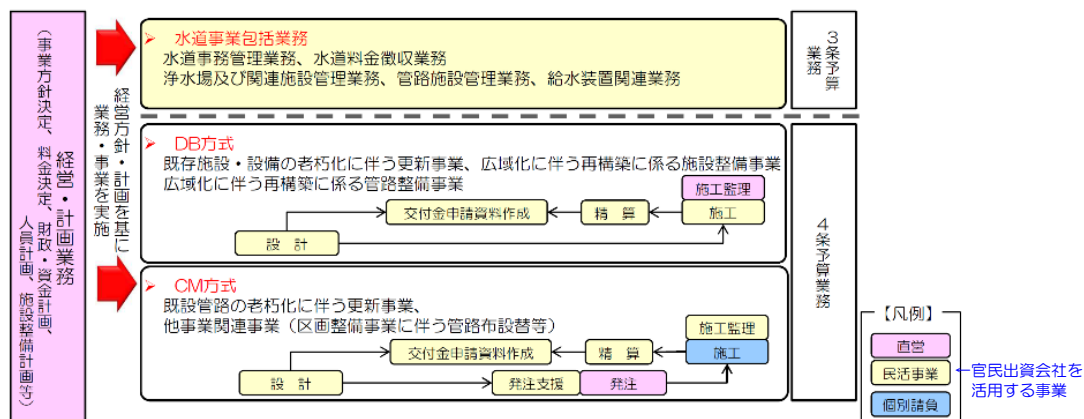 経営・計画業務
（事業方針決定、料金決定、財政・資金計画、
人員計画、施設整備計画等）
経営方針・計画を基に
業務・事業を実施
➢ 水道事業包括業務
水道事務管理業務、水道料金徴収業務
浄水場及び関連施設管理業務、管路施設管理業務、給水装置関連業務
3条予算
業務
➢ DB方式
既存施設・設備の老朽化に伴う更新事業、広域化に伴う再構築に係る施設整備事業
広域化に伴う再構築に係る管路整備事業
施工監理
交付金申請資料作成
精 算
施工
設 計
4条予算業務
➢ CM方式
既設管路の老朽化に伴う更新事業、
他事業関連事業（区画整備事業に伴う管路布設替等）
施工監理
交付金申請資料作成
精 算
施工
設 計
発注支援
発注
【凡例】
直営
民活事業
個別請負
←官民出資会社を
活用する事業